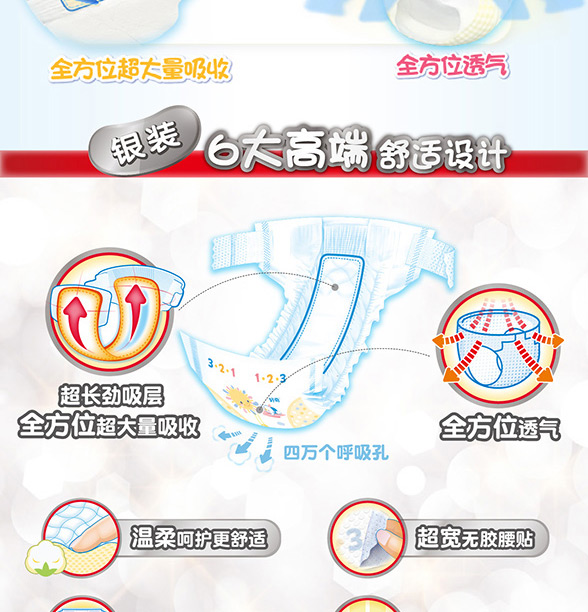 全方位超大量吸收
全方位透气
银装
6大高端舒适设计
3·2·1 1·2·3
超长劲吸层
全方位超大量吸收
四万个呼吸孔
全方位透气
温柔呵护更舒适
3
超宽无胶腰贴